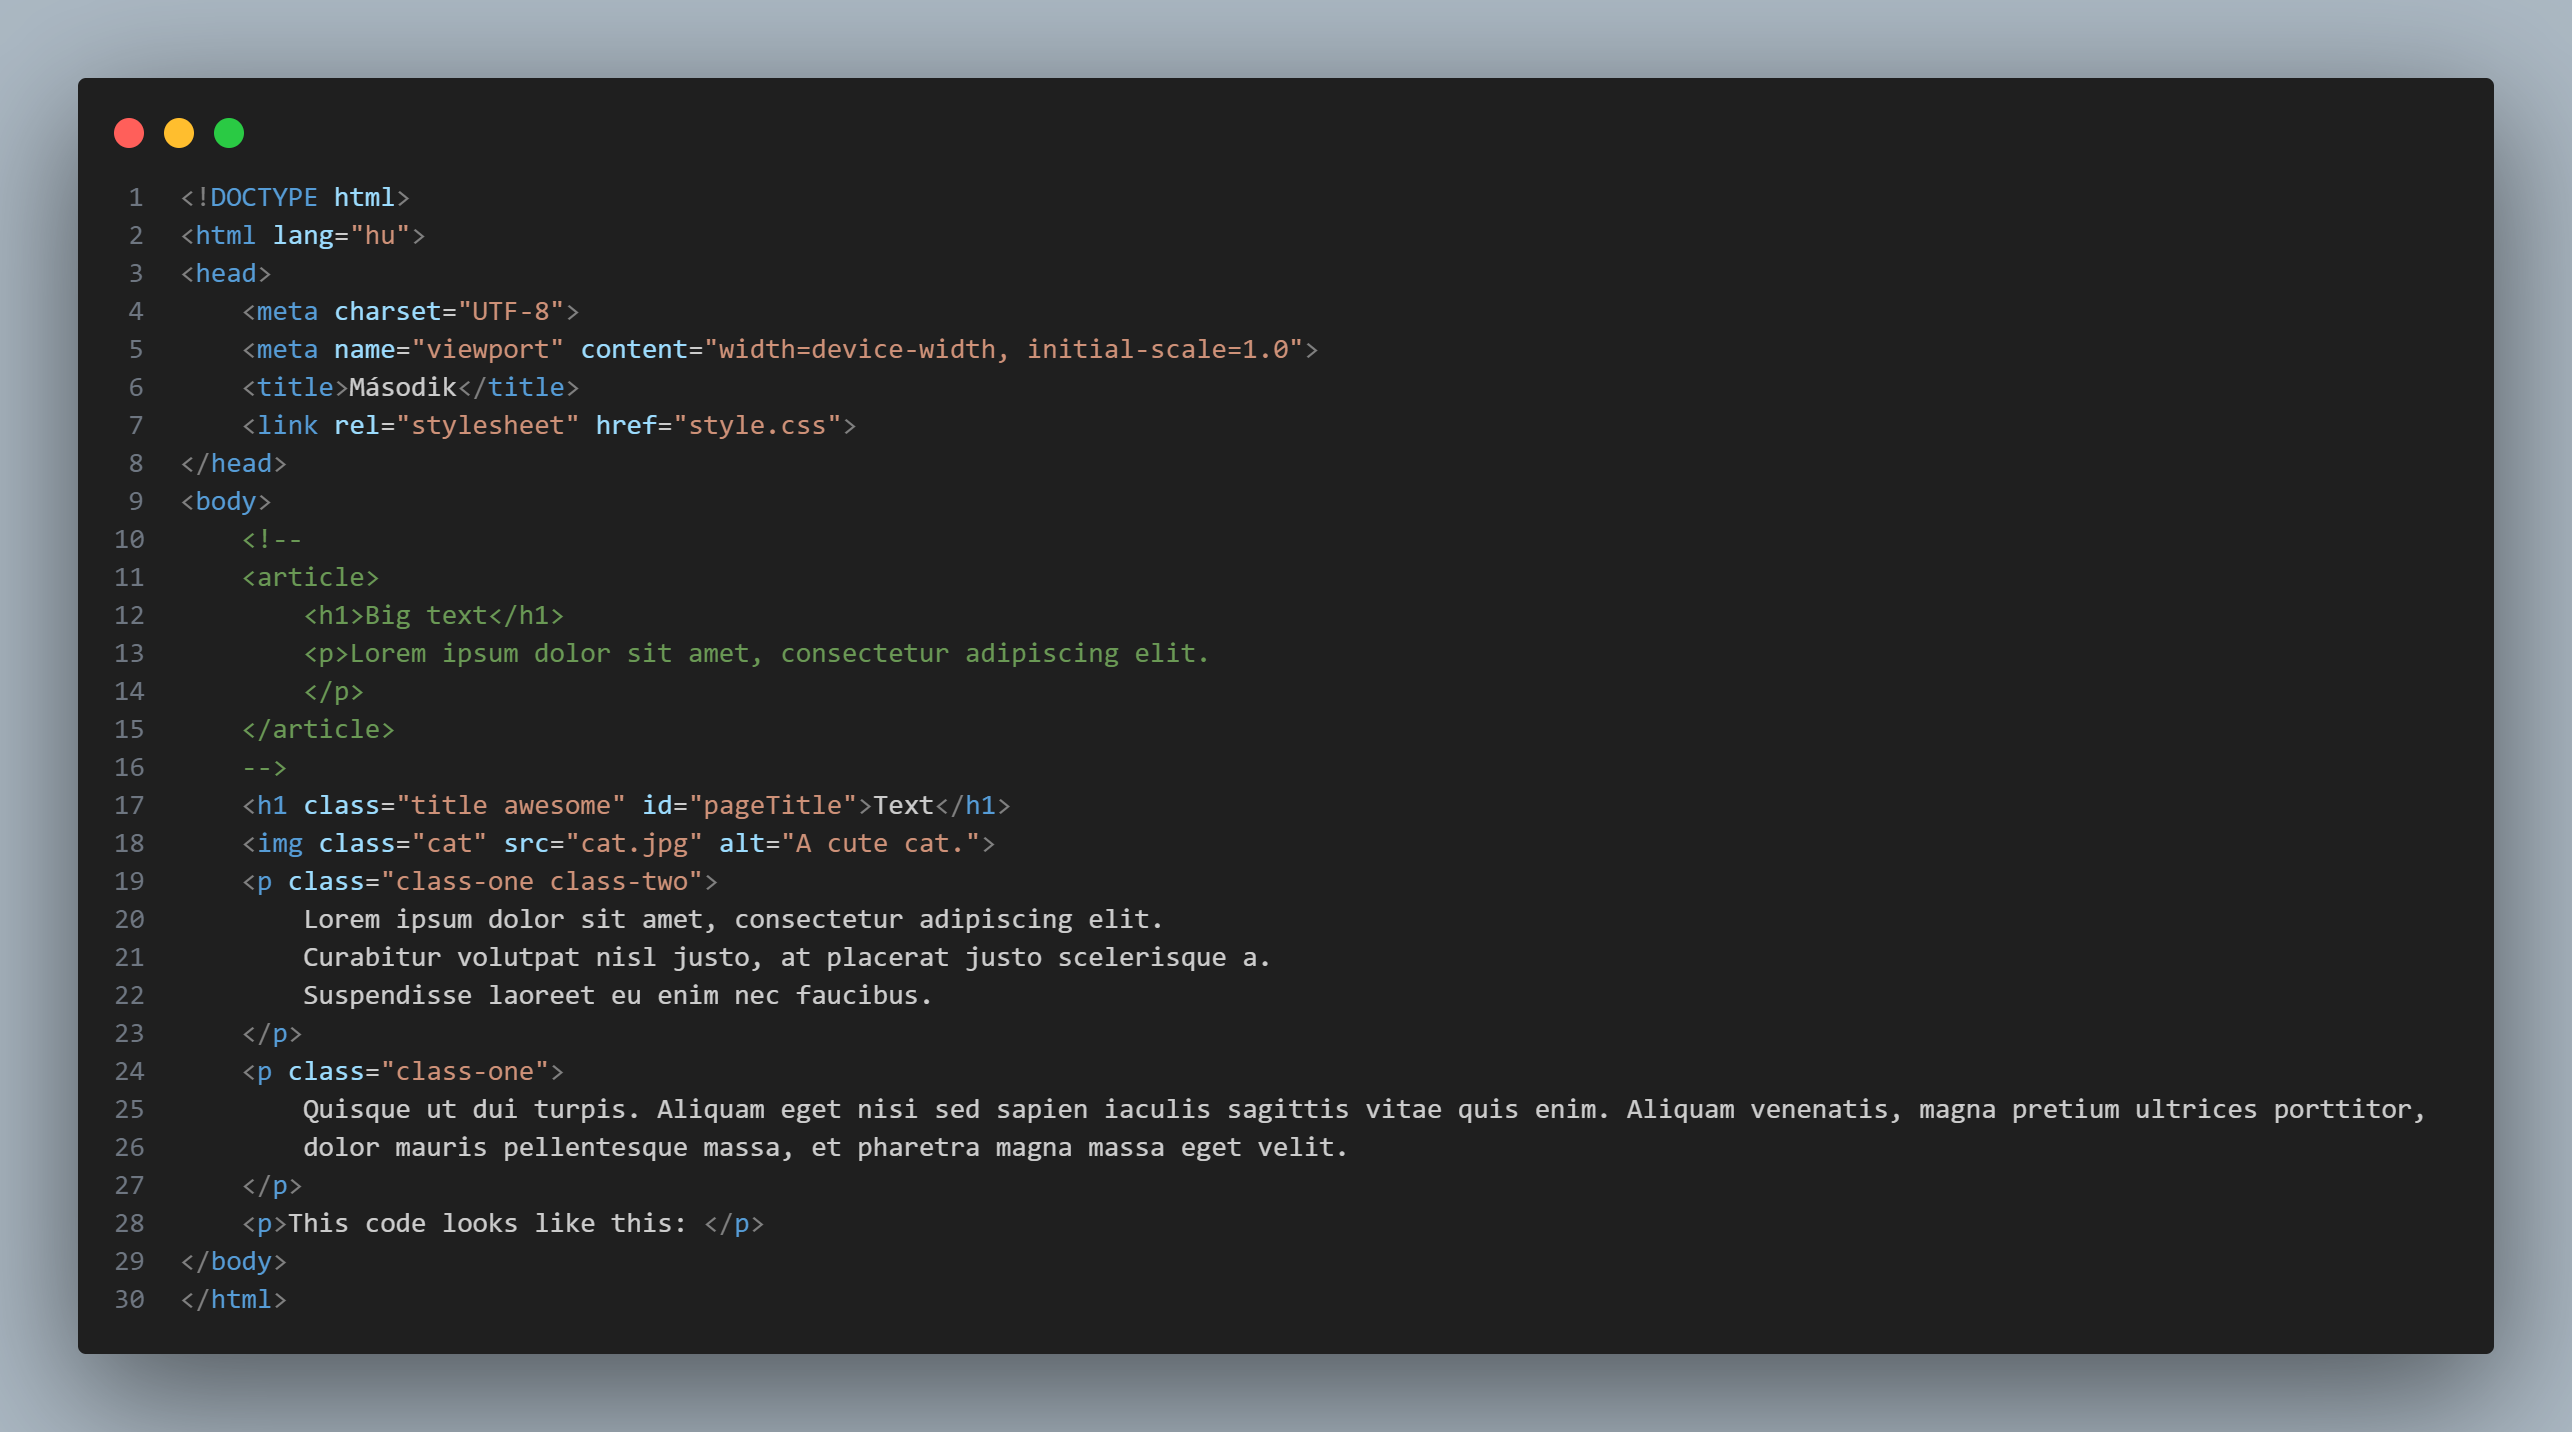 1 <!DOCTYPE html>
2 <html lang="hu">
3 <head>
4     <meta charset="UTF-8">
5     <meta name="viewport" content="width=device-width, initial-scale=1.0">
6     <title>Második</title>
7     <link rel="stylesheet" href="style.css">
8 </head>
9 <body>
10     <!--
11     <article>
12         <h1>Big text</h1>
13         <p>Lorem ipsum dolor sit amet, consectetur adipiscing elit.
14         </p>
15     </article>
16     -->
17     <h1 class="title awesome" id="pageTitle">Text</h1>
18     <img class="cat" src="cat.jpg" alt="A cute cat.">
19     <p class="class-one class-two">
20         Lorem ipsum dolor sit amet, consectetur adipiscing elit.
21         Curabitur volutpat nisl justo, at placerat justo scelerisque a.
22         Suspendisse laoreet eu enim nec faucibus.
23     </p>
24     <p class="class-one">
25         Quisque ut dui turpis. Aliquam eget nisi sed sapien iaculis sagittis vitae quis enim. Aliquam venenatis, magna pretium ultrices porttitor,
26         dolor mauris pellentesque massa, et pharetra magna massa eget velit.
27     </p>
28     <p>This code looks like this: </p>
29 </body>
30 </html>